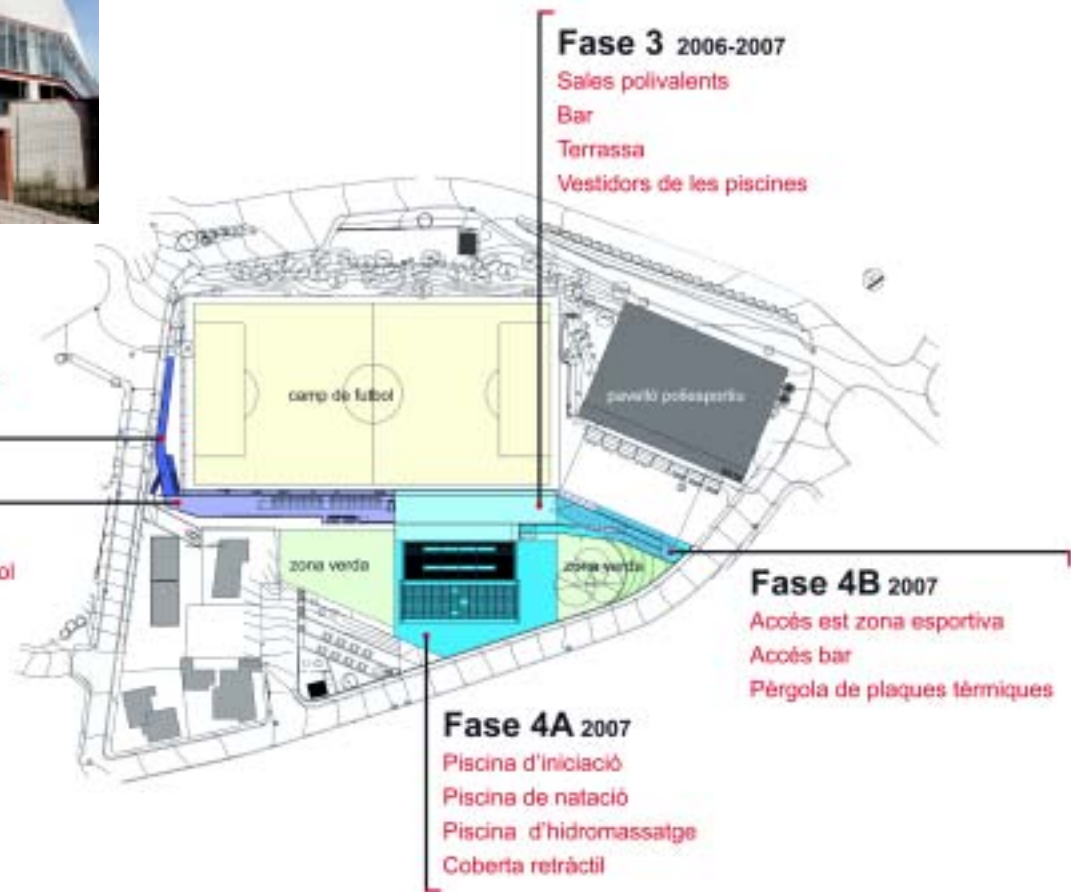 Fase 3 2006-2007
Sales polivalents
Bar
Terrassa
Vestidors de les piscines
camp de futbol
pavelló poliesportiu
ol
zona verda
zona verda
Fase 4B 2007
Accés est zona esportiva
Accés bar
Pèrgola de plaques tèrmiques
Fase 4A 2007
Piscina d'iniciació
Piscina de natació
Piscina d'hidromassatge
Coberta retràctil